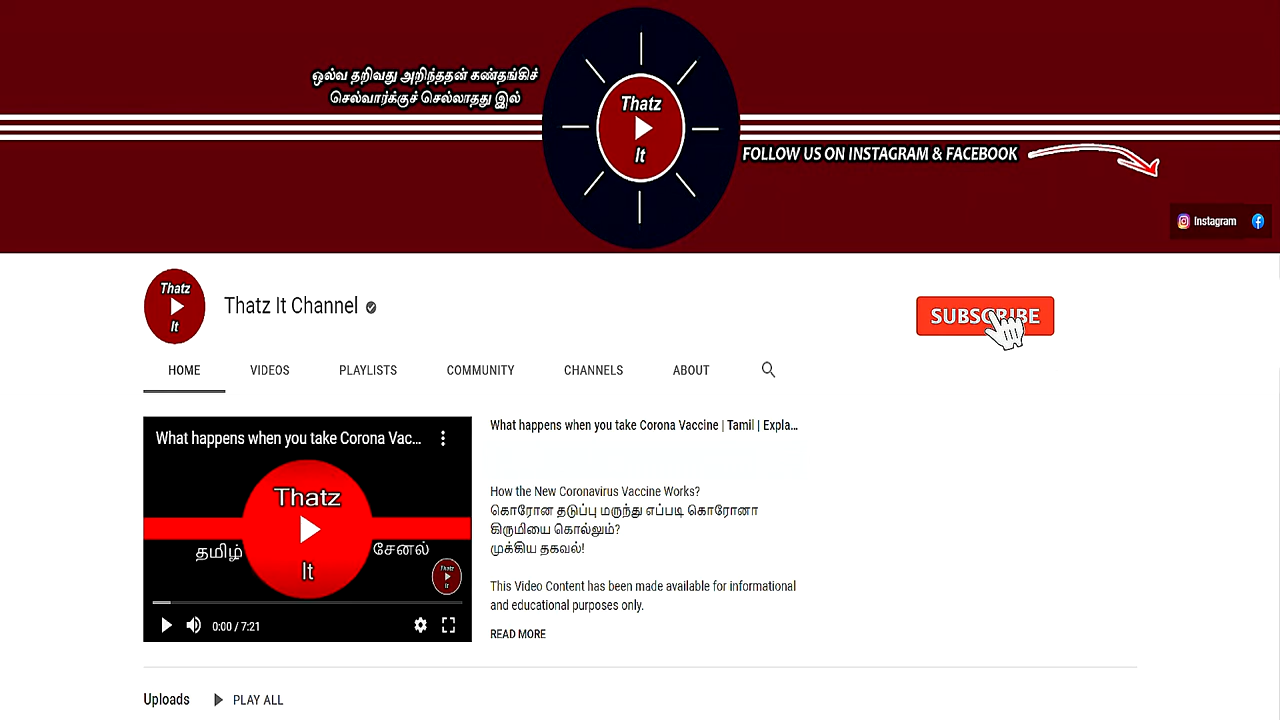 ஒல்வ தறிவது அறிந்ததன் கண்தங்கிச்
செல்வார்க்குச் செல்லாதது இல்
Thatz
It
FOLLOW US ON INSTAGRAM & FACEBOOK
Instagram
Thatz
It
Thatz It Channel
SUBSCRIBE
HOME VIDEOS PLAYLISTS COMMUNITY CHANNELS ABOUT
What happens when you take Corona Vac...
Thatz
தமிழ் சேனல்
It
Thatz
It
0:00 / 7:21
What happens when you take Corona Vaccine | Tamil | Expla...
How the New Coronavirus Vaccine Works?
கொரோன தடுப்பு மருந்து எப்படி கொரோனா
கிருமியை கொல்லும்?
முக்கிய தகவல்!
This Video Content has been made available for informational
and educational purposes only.
READ MORE
Uploads PLAY ALL